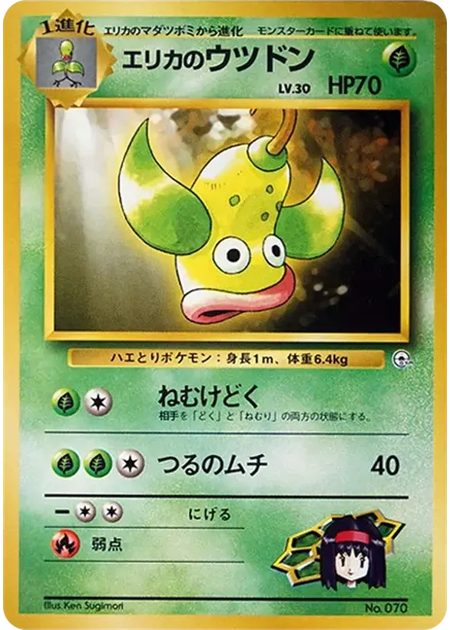 1進化 エリカのマダツボミから進化 モンスターカードに重ねて使います。
エリカのウツドン
LV.30 HP70
ハエとりポケモン：身長1m、体重6.4kg
ねむけどく
相手を「どく」と「ねむり」の両方の状態にする。
つるのムチ 40
にげる
弱点
Illus. Ken Sugimori No. 070